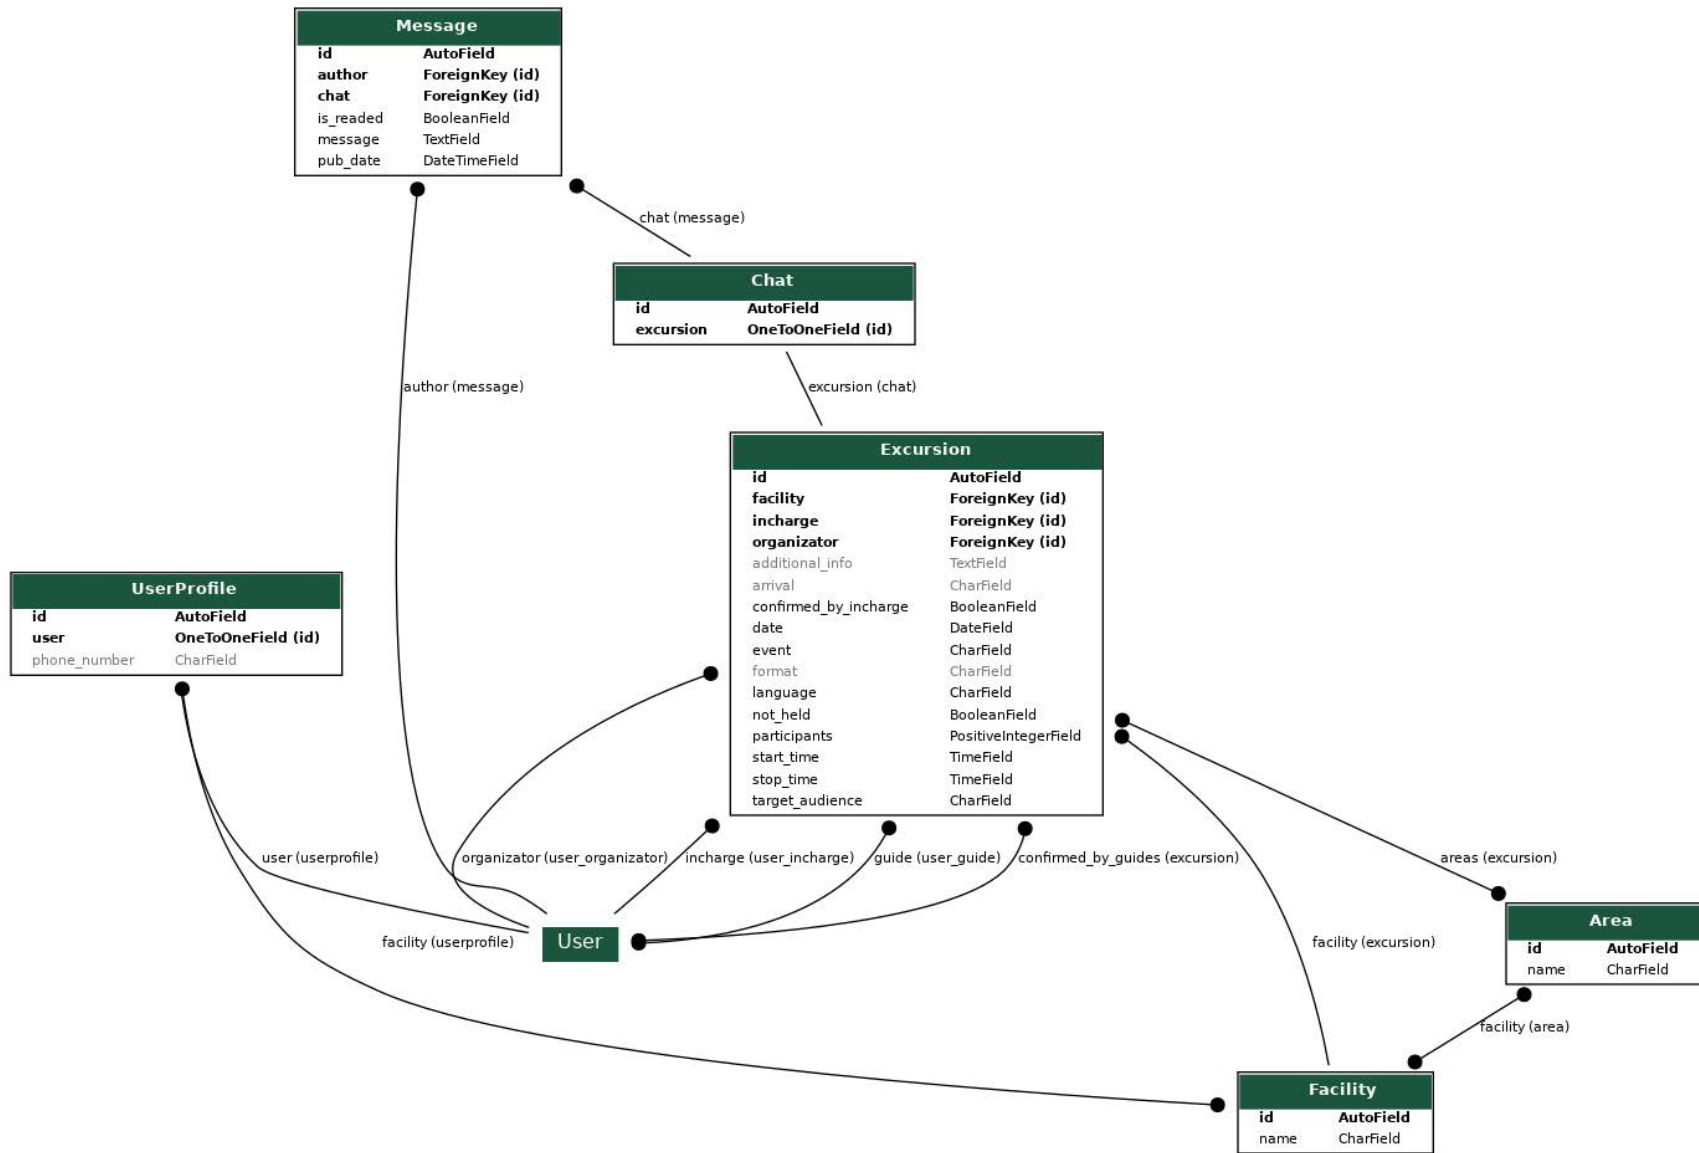 Message
id AutoField
author ForeignKey (id)
chat ForeignKey (id)
is_readed BooleanField
message TextField
pub_date DateTimeField
chat (message)
Chat
id AutoField
excursion OneToOneField (id)
author (message)
excursion (chat)
Excursion
id AutoField
facility ForeignKey (id)
incharge ForeignKey (id)
organizator ForeignKey (id)
additional_info TextField
arrival CharField
confirmed_by_incharge BooleanField
date DateField
event CharField
format CharField
language CharField
not_held BooleanField
participants PositiveIntegerField
start_time TimeField
stop_time TimeField
target_audience CharField
UserProfile
id AutoField
user OneToOneField (id)
phone_number CharField
user (userprofile)
organizator (user_organizator)
incharge (user_incharge)
guide (user_guide)
confirmed_by_guides (excursion)
areas (excursion)
facility (userprofile)
User
facility (excursion)
Area
id AutoField
name CharField
facility (area)
Facility
id AutoField
name CharField